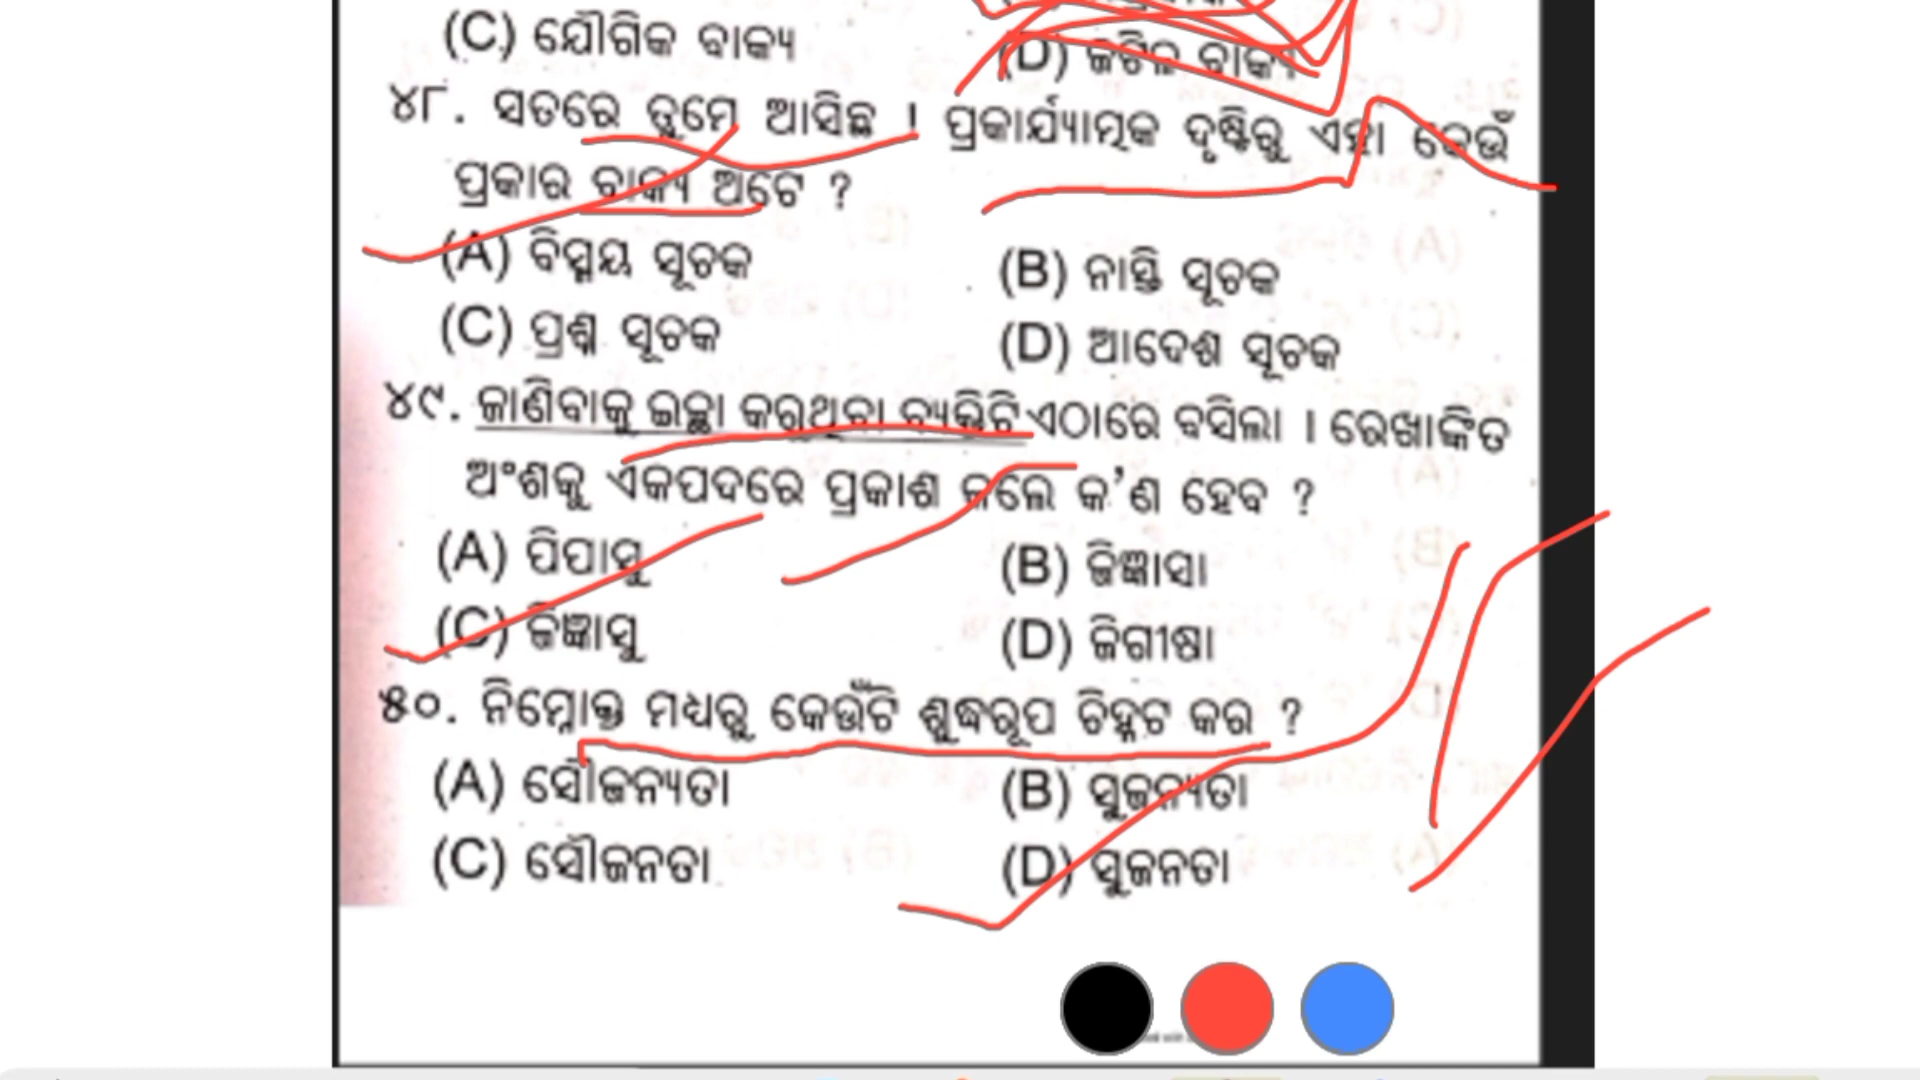 (C) ଯୌଗିକ ବାକ୍ୟ
(D) ଜଟିଳ ବାକ୍ୟ
୪୮. ସତରେ ତୁମେ ଆସିଛ ! ପ୍ରକାର୍ଯ୍ୟାତ୍ମକ ଦୃଷ୍ଟିରୁ ଏହା କେଉଁ
ପ୍ରକାର ବାକ୍ୟ ଅଟେ ?
(A) ବିସ୍ମୟ ସୂଚକ (B) ନାସ୍ତି ସୂଚକ
(C) ପ୍ରଶ୍ନ ସୂଚକ (D) ଆଦେଶ ସୂଚକ
୪୯. ଜାଣିବାକୁ ଇଚ୍ଛା କରୁଥିବା ବ୍ୟକ୍ତିଟି ଏଠାରେ ବସିଲା । ରେଖାଙ୍କିତ
ଅଂଶକୁ ଏକପଦରେ ପ୍ରକାଶ କଲେ କ'ଣ ହେବ ?
(A) ପିପାସୁ (B) ଜିଜ୍ଞାସା
(C) ଜିଜ୍ଞାସୁ (D) ଜିଗୀଷା
୫୦. ନିମ୍ନୋକ୍ତ ମଧ୍ୟରୁ କେଉଁଟି ଶୁଦ୍ଧରୂପ ଚିହ୍ନଟ କର ?
(A) ସୌଜନ୍ୟତା (B) ସୁଜନ୍ୟତା
(C) ସୌଜନତା (D) ସୁଜନତା